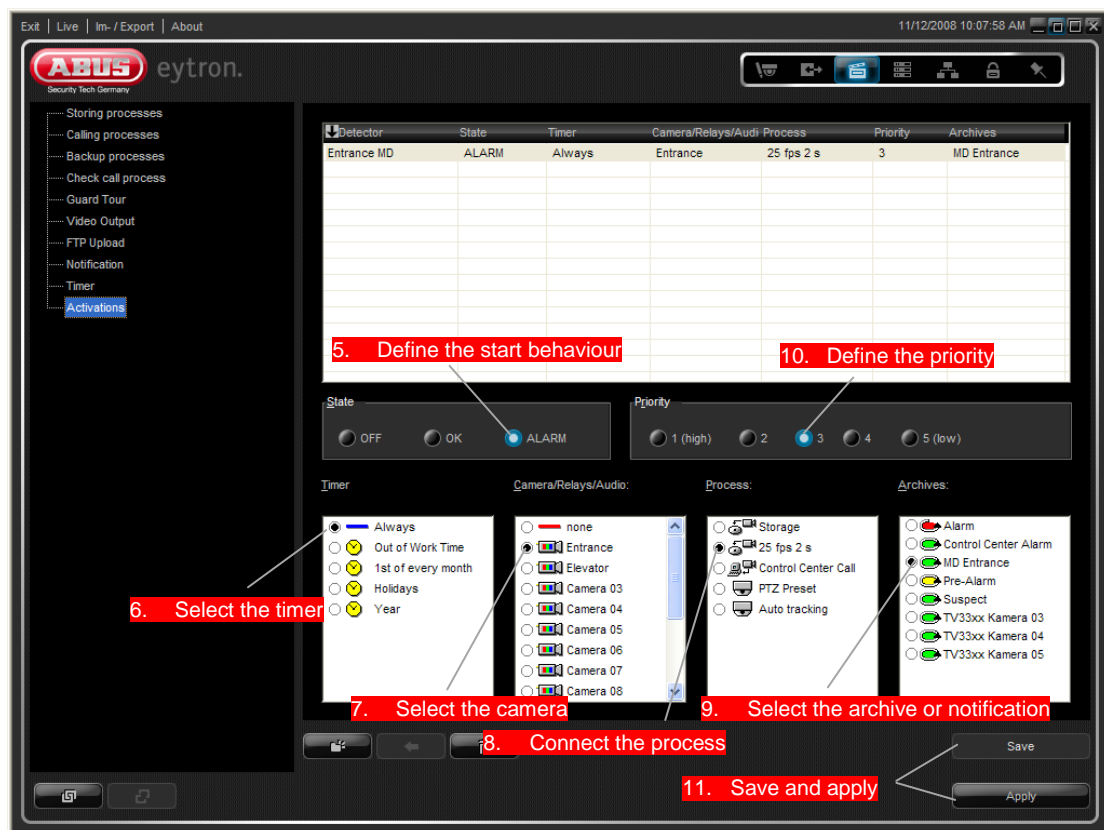 Exit | Live | Im- / Export | About
11/12/2008 10:07:58 AM
ABUS eytron.
Security Tech Germany
Storing processes
Calling processes
Backup processes
Check call process
Guard Tour
Video Output
FTP Upload
Notification
Timer
Activations
Detector State Timer Camera/Relays/Audi Process Priority Archives
Entrance MD ALARM Always Entrance 25 fps 2 s 3 MD Entrance
5. Define the start behaviour
10. Define the priority
State
OFF OK ALARM
Priority
1 (high) 2 3 4 5 (low)
Timer
Always
Out of Work Time
1st of every month
Holidays
Year
6. Select the timer
Camera/Relays/Audio:
none
Entrance
Elevator
Camera 03
Camera 04
Camera 05
Camera 06
Camera 07
Camera 08
7. Select the camera
Process:
Storage
25 fps 2 s
Control Center Call
PTZ Preset
Auto tracking
8. Connect the process
Archives:
Alarm
Control Center Alarm
MD Entrance
Pre-Alarm
Suspect
TV33xx Kamera 03
TV33xx Kamera 04
TV33xx Kamera 05
9. Select the archive or notification
Save
11. Save and apply
Apply